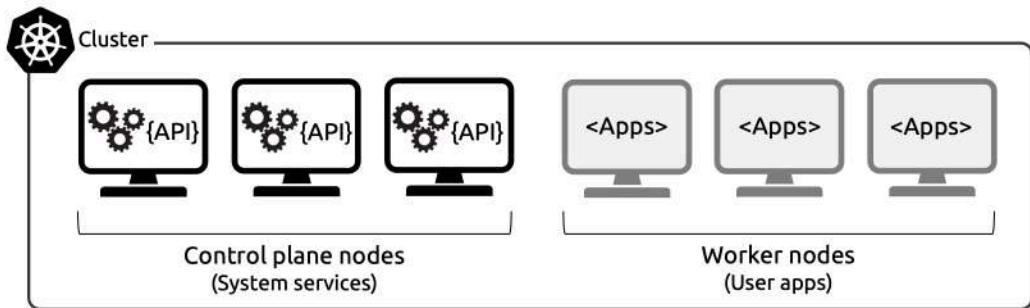 Cluster
{API}
{API}
{API}
<Apps>
<Apps>
<Apps>
Control plane nodes
(System services)
Worker nodes
(User apps)